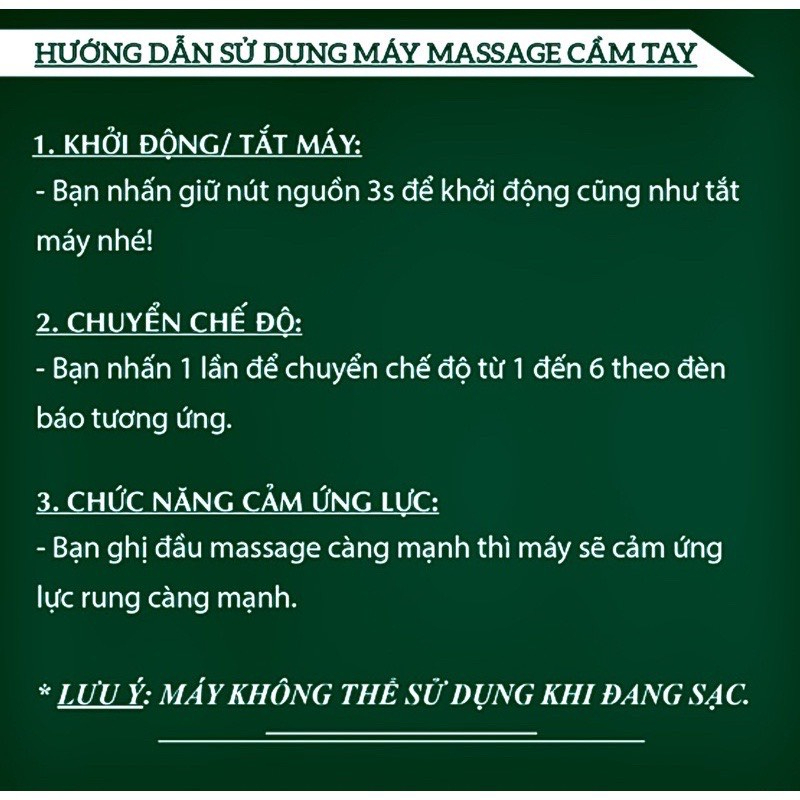 HƯỚNG DẪN SỬ DỤNG MÁY MASSAGE CẦM TAY
1. KHỞI ĐỘNG/ TẮT MÁY:
- Bạn nhấn giữ nút nguồn 3s để khởi động cũng như tắt
máy nhé!
2. CHUYỂN CHẾ ĐỘ:
- Bạn nhấn 1 lần để chuyển chế độ từ 1 đến 6 theo đèn
báo tương ứng.
3. CHỨC NĂNG CẢM ỨNG LỰC:
- Bạn ghị đầu massage càng mạnh thì máy sẽ cảm ứng
lực rung càng mạnh.
* LƯU Ý: MÁY KHÔNG THỂ SỬ DỤNG KHI ĐANG SẠC.